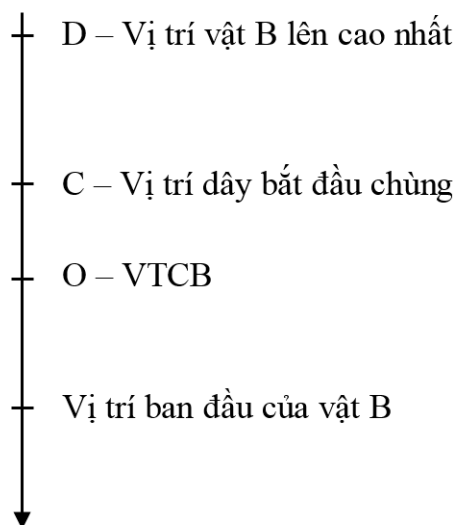 D – Vị trí vật B lên cao nhất
C – Vị trí dây bắt đầu chùng
O – VTCB
Vị trí ban đầu của vật B